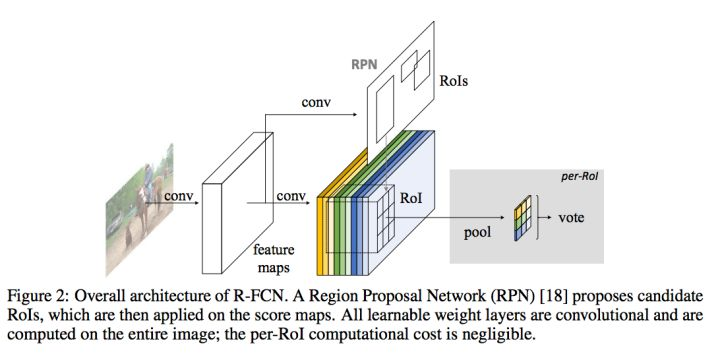 RPN
RoIs
conv
conv
conv
RoI
per-RoI
pool
vote
feature
maps
Figure 2: Overall architecture of R-FCN. A Region Proposal Network (RPN) [18] proposes candidate
RoIs, which are then applied on the score maps. All learnable weight layers are convolutional and are
computed on the entire image; the per-RoI computational cost is negligible.